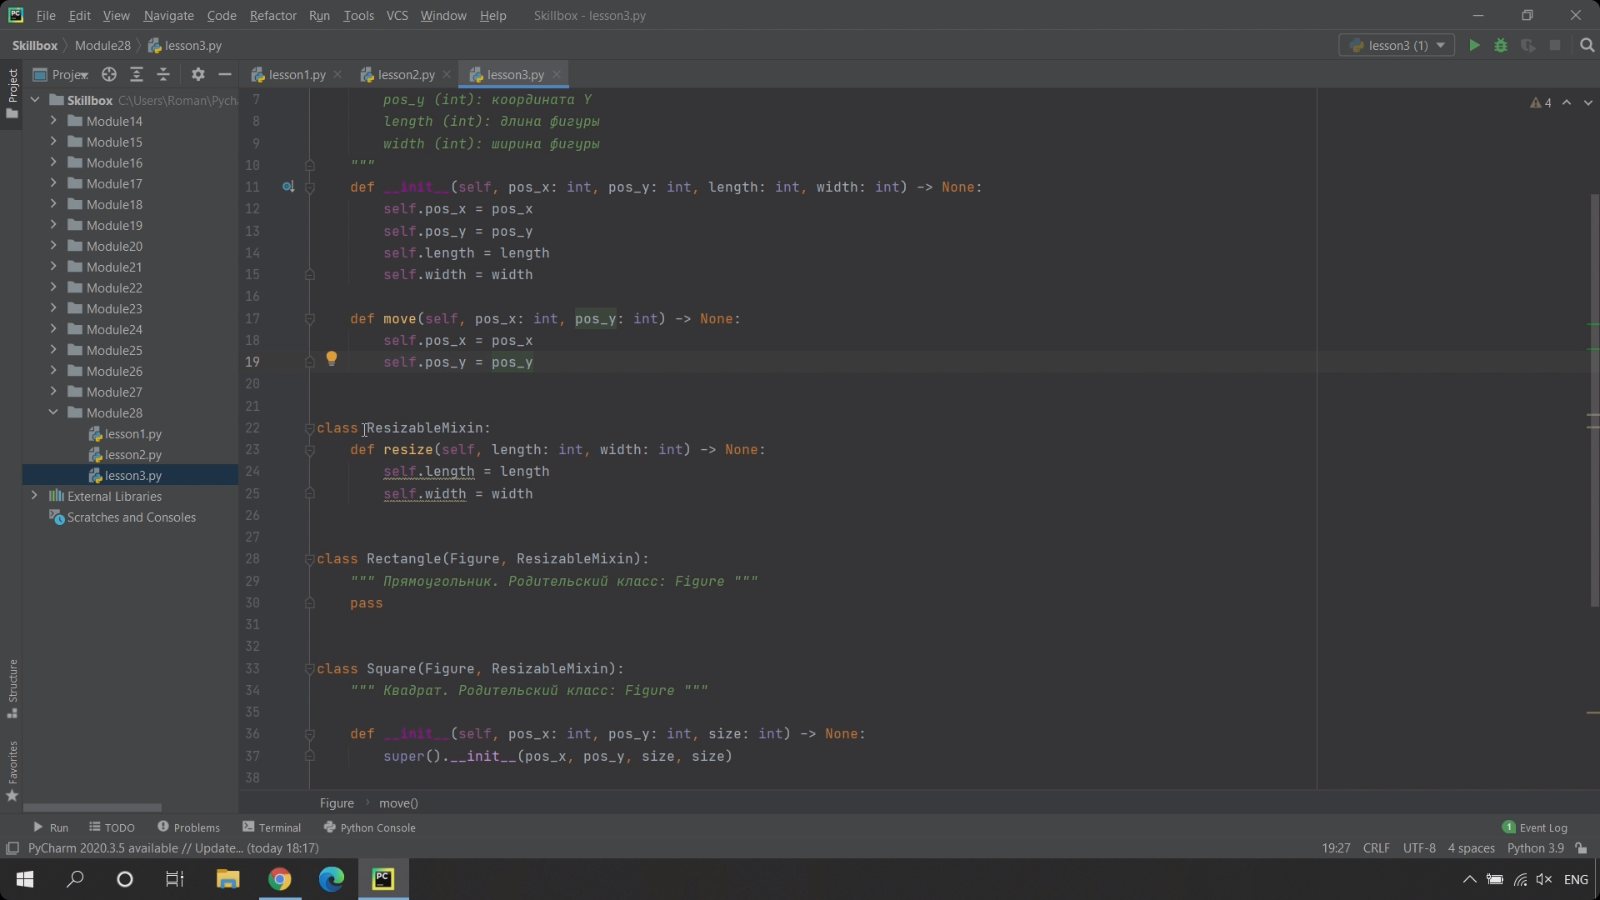 File Edit View Navigate Code Refactor Run Tools VCS Window Help Skillbox - lesson3.py
Skillbox Module28 lesson3.py lesson3 (1)
Project
Structure
Favorites
Proje
lesson1.py lesson2.py lesson3.py
Skillbox C:\Users\Roman\Pych
Module14
Module15
Module16
Module17
Module18
Module19
Module20
Module21
Module22
Module23
Module24
Module25
Module26
Module27
Module28
lesson1.py
lesson2.py
lesson3.py
External Libraries
Scratches and Consoles
4
7 pos_y (int): координата Y
8 length (int): длина фигуры
9 width (int): ширина фигуры
10 """
11 def __init__(self, pos_x: int, pos_y: int, length: int, width: int) -> None:
12 self.pos_x = pos_x
13 self.pos_y = pos_y
14 self.length = length
15 self.width = width
16
17 def move(self, pos_x: int, pos_y: int) -> None:
18 self.pos_x = pos_x
19 self.pos_y = pos_y
20
21
22 class ResizableMixin:
23 def resize(self, length: int, width: int) -> None:
24 self.length = length
25 self.width = width
26
27
28 class Rectangle(Figure, ResizableMixin):
29 """ Прямоугольник. Родительский класс: Figure """
30 pass
31
32
33 class Square(Figure, ResizableMixin):
34 """ Квадрат. Родительский класс: Figure """
35
36 def __init__(self, pos_x: int, pos_y: int, size: int) -> None:
37 super().__init__(pos_x, pos_y, size, size)
38
Figure move()
Run TODO Problems Terminal Python Console 1 Event Log
PyCharm 2020.3.5 available // Update... (today 18:17) 19:27 CRLF UTF-8 4 spaces Python 3.9
PC ENG